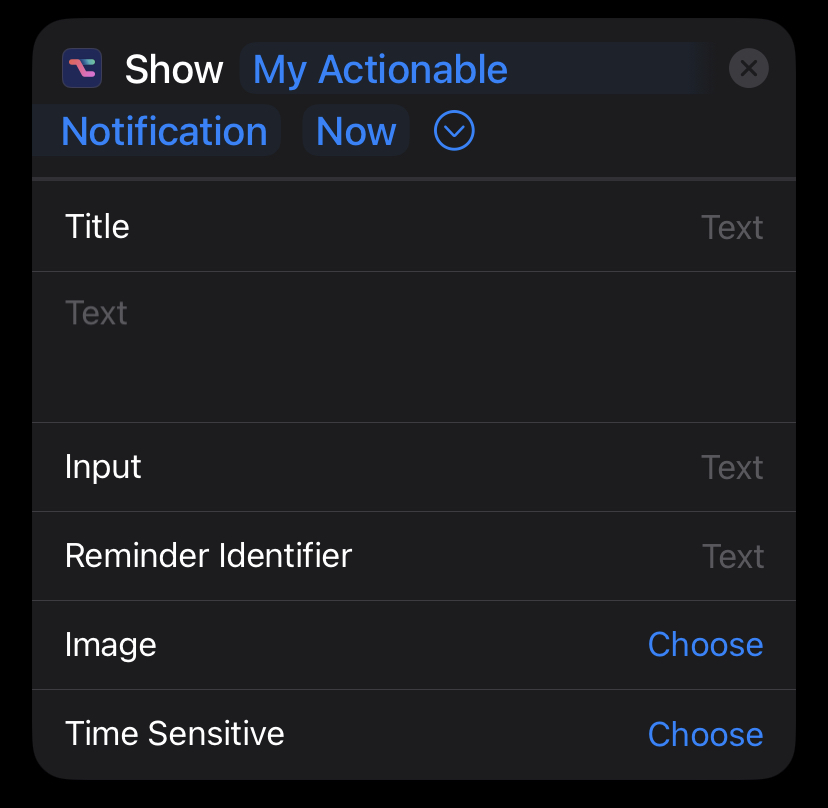 Show My Actionable
Notification Now
Title Text
Text
Input Text
Reminder Identifier Text
Image Choose
Time Sensitive Choose